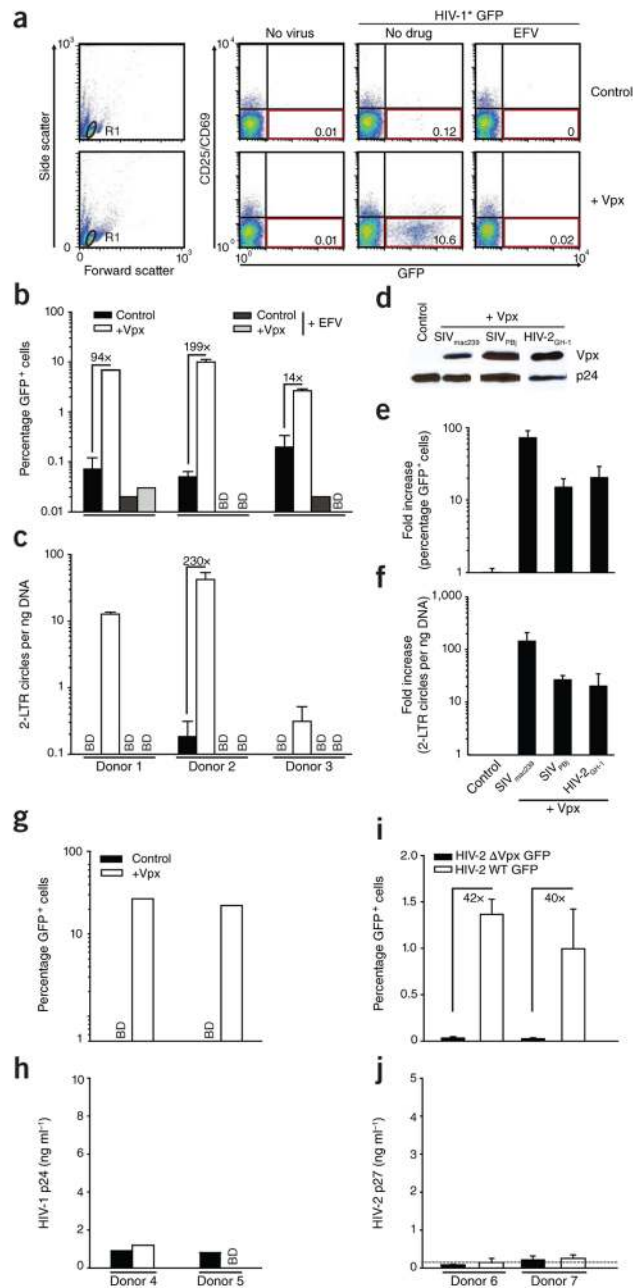 a
HIV-1* GFP
No virus No drug EFV
10³
10⁴
Side scatter
CD25/CD69
R1
0.01 0.12 0
Control
R1
0.01 10.6 0.02
+ Vpx
0
0 10³
10⁰
10⁰ 10⁴
Forward scatter
GFP
b
Control
+Vpx
Control
+Vpx
+ EFV
Percentage GFP⁺ cells
100
10
1
0.1
0.01
94×
199×
14×
BD BD BD
c
2-LTR circles per ng DNA
100
10
1
0.1
230×
BD BD BD BD BD BD BD BD
Donor 1 Donor 2 Donor 3
d
Control
+ Vpx
SIVmac239 SIVPBj HIV-2GH-1
Vpx
p24
e
Fold increase
(percentage GFP⁺ cells)
100
10
1
f
Fold increase
(2-LTR circles per ng DNA)
1,000
100
10
1
Control SIVmac239 SIVPBj HIV-2GH-1
+ Vpx
g
Control
+Vpx
Percentage GFP⁺ cells
100
10
1
BD BD
h
HIV-1 p24 (ng ml⁻¹)
10
8
6
4
2
0
BD
Donor 4 Donor 5
i
HIV-2 ΔVpx GFP
HIV-2 WT GFP
Percentage GFP⁺ cells
2.0
1.5
1.0
0.5
0
42× 40×
j
HIV-2 p27 (ng ml⁻¹)
5
4
3
2
1
0
Donor 6 Donor 7